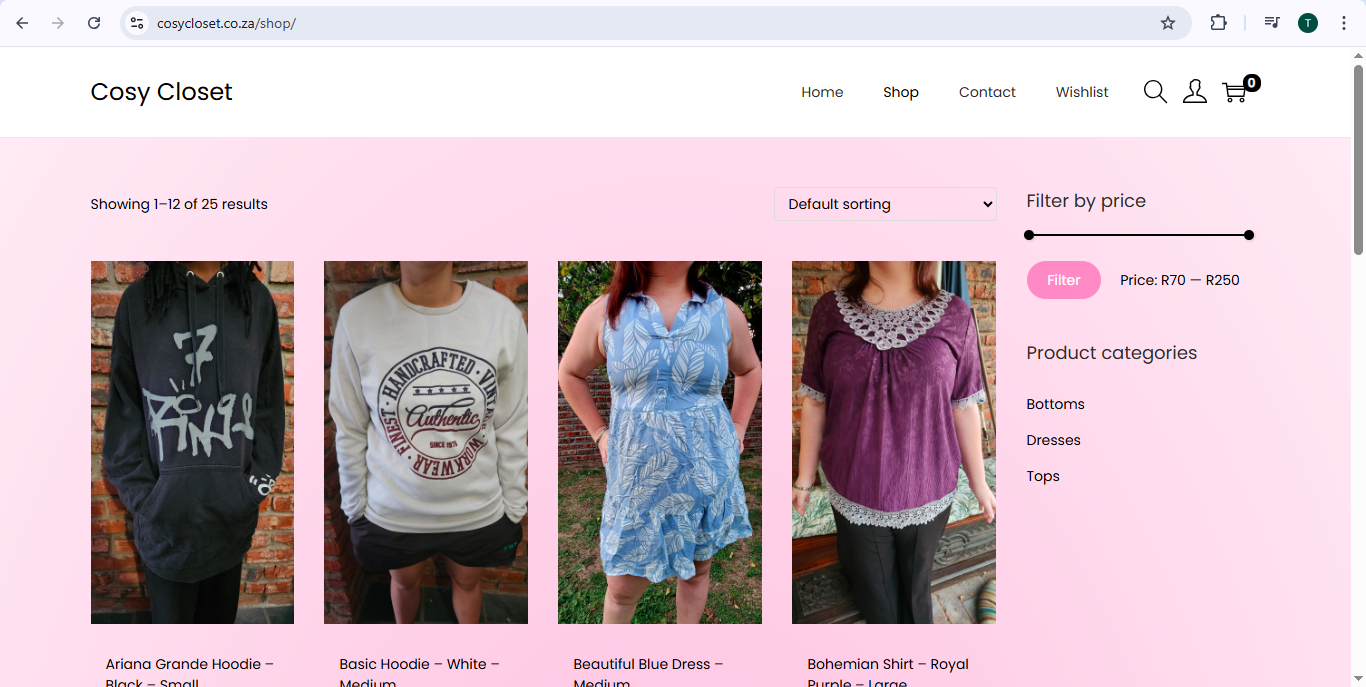 cosycloset.co.za/shop/
T
Cosy Closet
Home
Shop
Contact
Wishlist
0
Showing 1–12 of 25 results
Default sorting
Filter by price
Filter
Price: R70 — R250
Product categories
Bottoms
Dresses
Tops
7
RINGS
HANDCRAFTED · VINTAGE
Authentic
SINCE 1975
FINEST · WORKWEAR
Ariana Grande Hoodie –
Black – Small
Basic Hoodie – White –
Medium
Beautiful Blue Dress –
Medium
Bohemian Shirt – Royal
Purple – Large